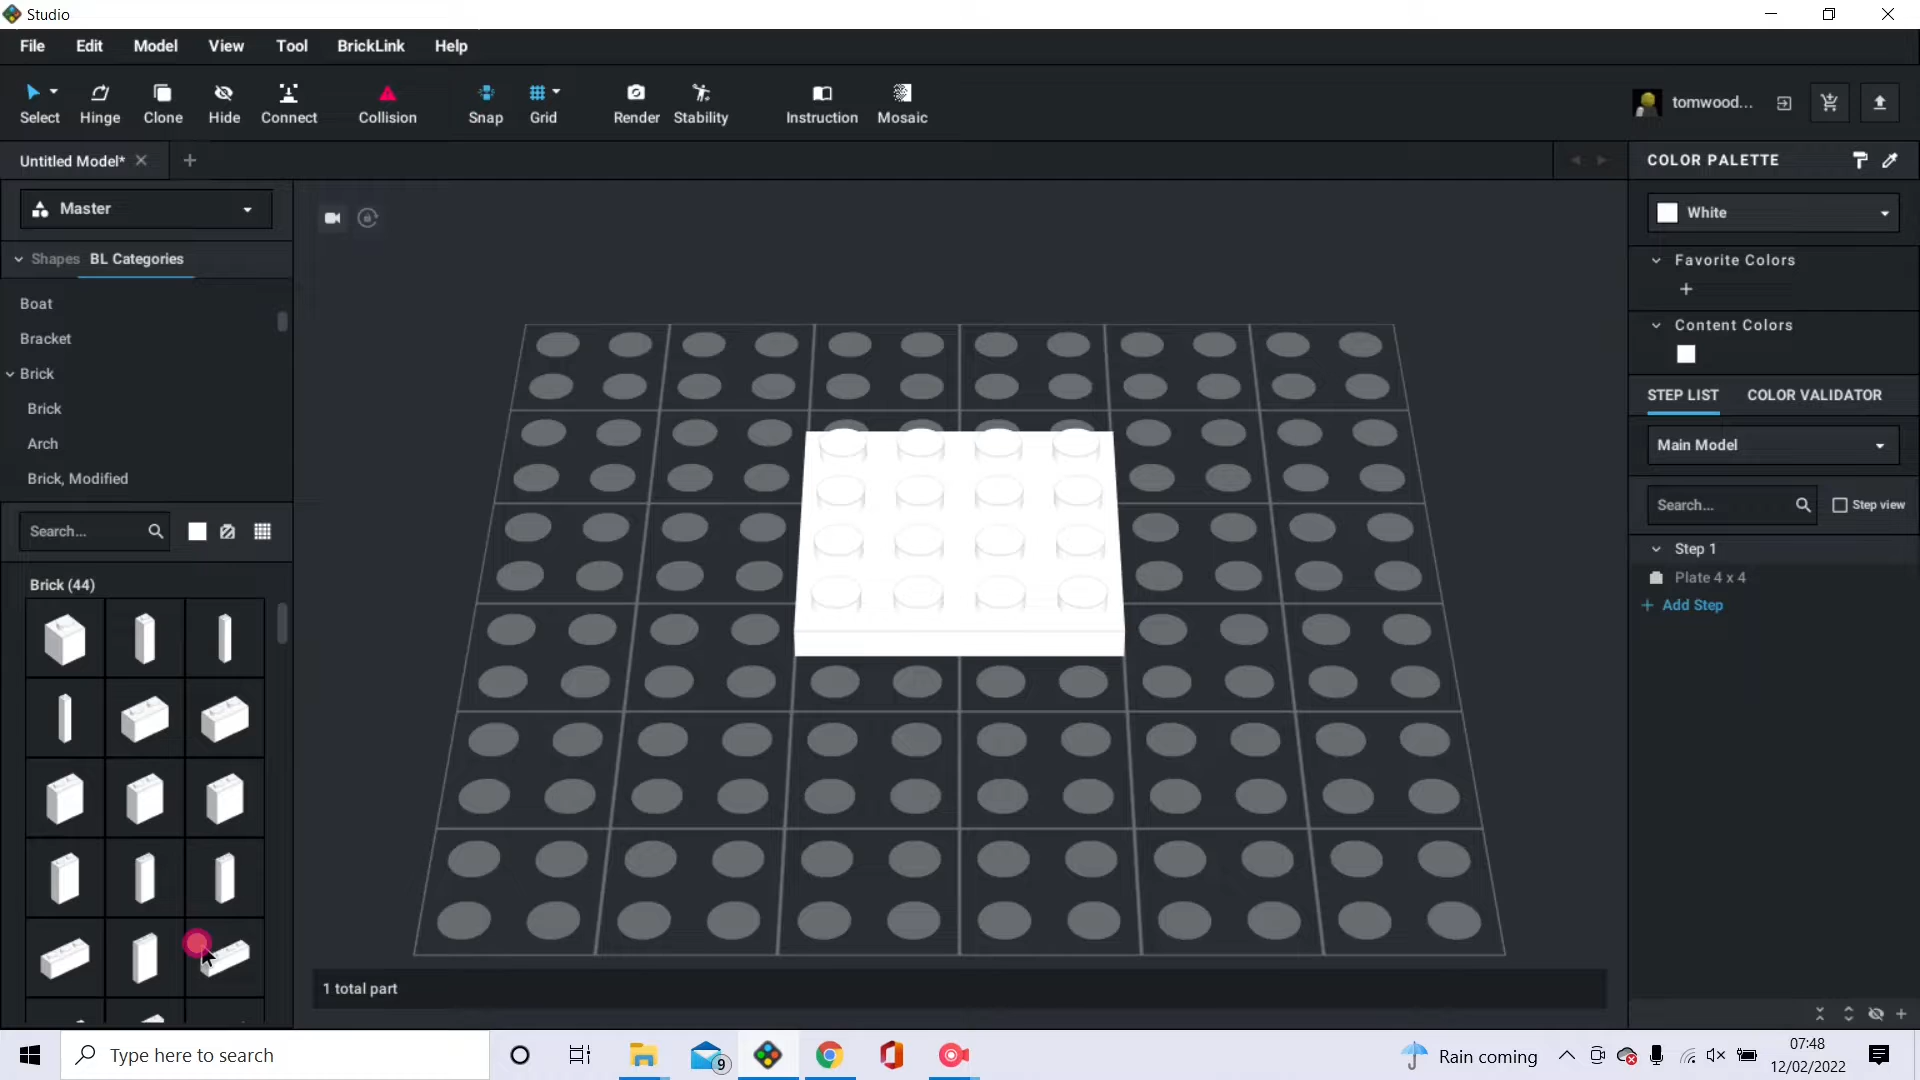 Studio
File Edit Model View Tool BrickLink Help
Select Hinge Clone Hide Connect Collision Snap Grid Render Stability Instruction Mosaic
tomwood...
Untitled Model*
COLOR PALETTE
Master
White
Shapes BL Categories
Favorite Colors
Boat
Bracket
Content Colors
Brick
Brick
Arch
Brick, Modified
STEP LIST COLOR VALIDATOR
Main Model
Search...
Search... Step view
Step 1
Plate 4 x 4
Add Step
Brick (44)
1 total part
Type here to search
9
Rain coming
07:48
12/02/2022